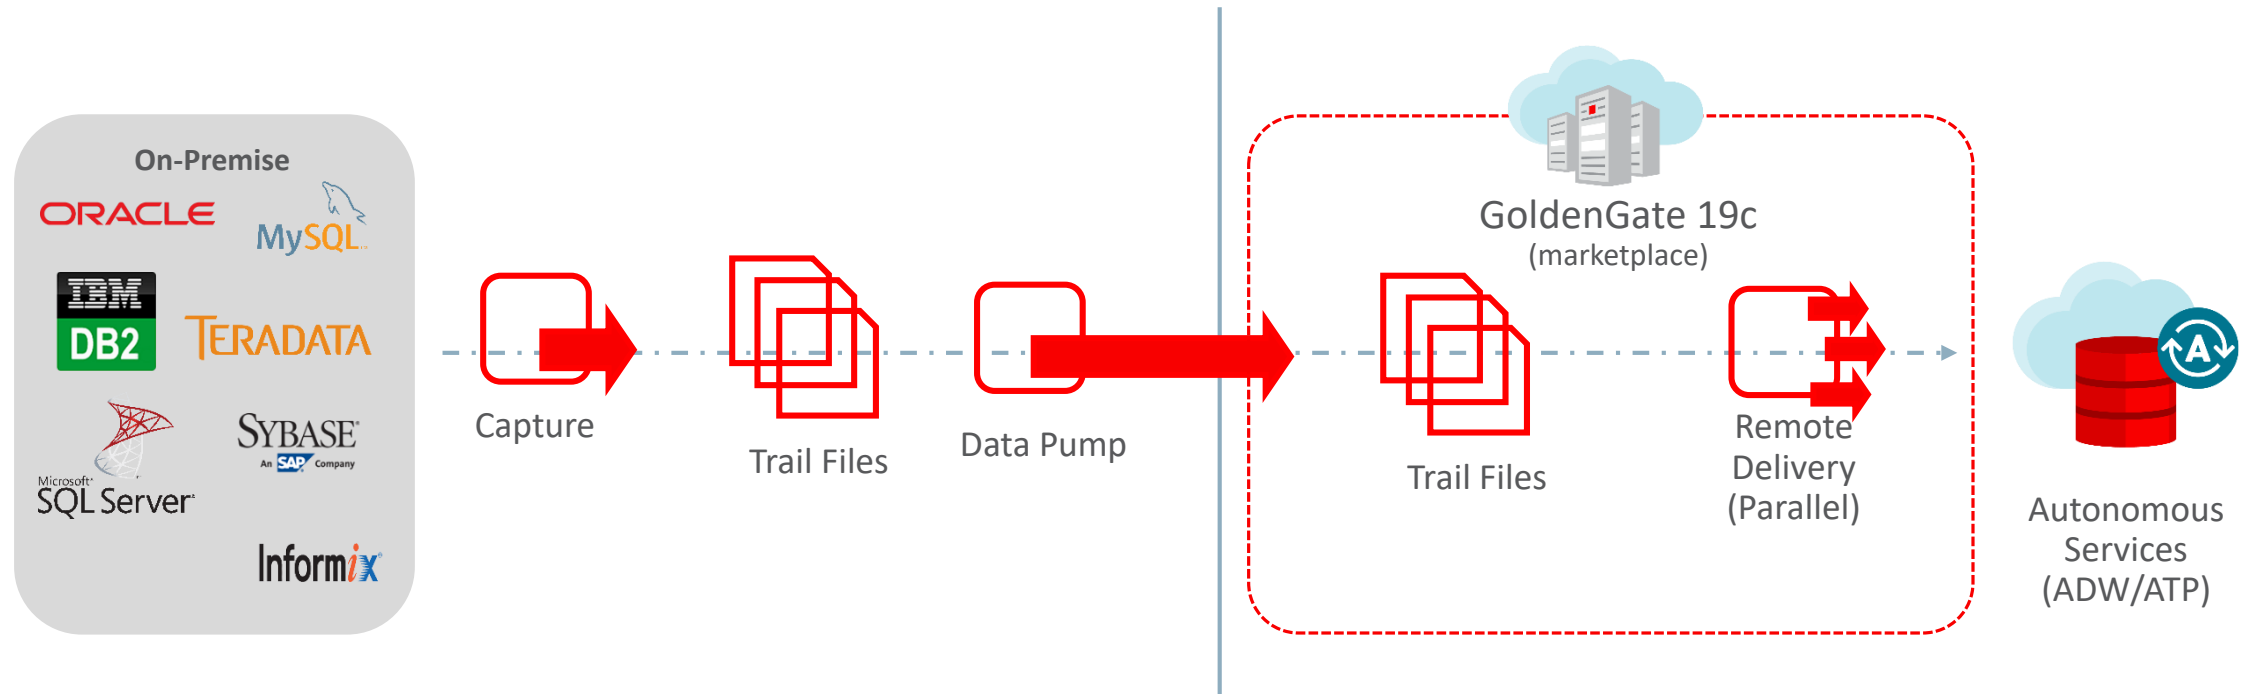 On-Premise
ORACLE
MySQL
IBM
DB2
TERADATA
Microsoft
SQL Server
SYBASE
An SAP Company
Informix
Capture
Trail Files
Data Pump
GoldenGate 19c
(marketplace)
Trail Files
Remote
Delivery
(Parallel)
A
Autonomous
Services
(ADW/ATP)